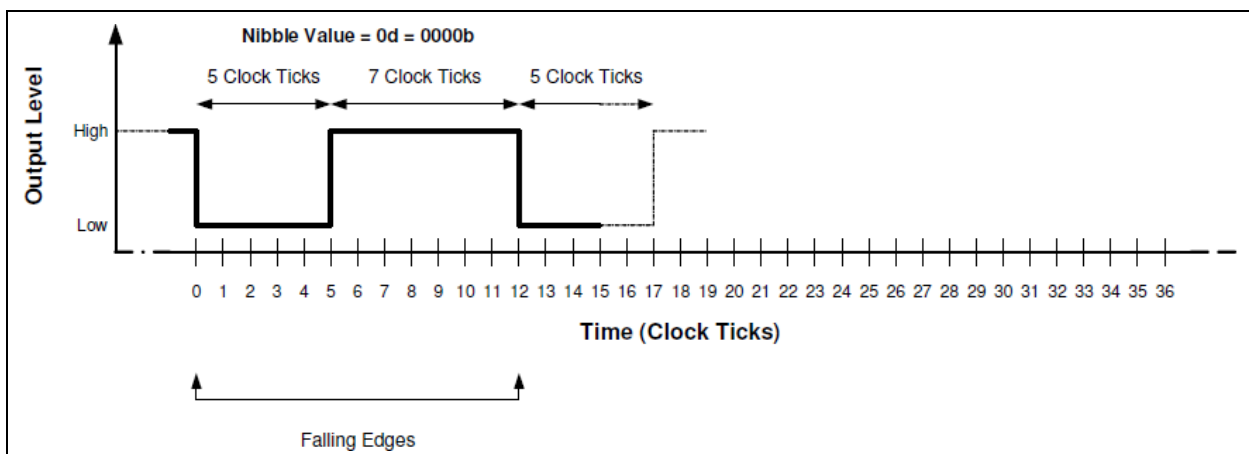 Nibble Value = 0d = 0000b
5 Clock Ticks 7 Clock Ticks 5 Clock Ticks
Output Level
High
Low
0 1 2 3 4 5 6 7 8 9 10 11 12 13 14 15 16 17 18 19 20 21 22 23 24 25 26 27 28 29 30 31 32 33 34 35 36
Time (Clock Ticks)
Falling Edges